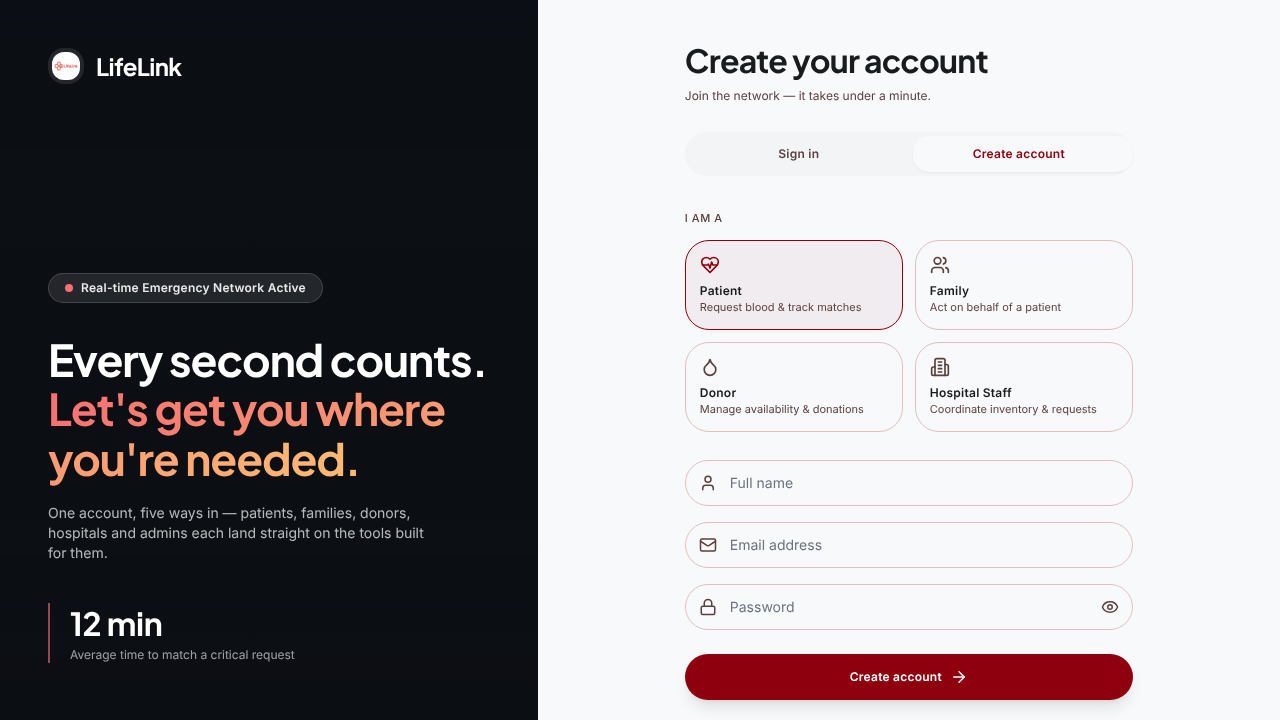 LifeLink
Real-time Emergency Network Active
Every second counts.
Let's get you where
you're needed.
One account, five ways in — patients, families, donors,
hospitals and admins each land straight on the tools built
for them.
12 min
Average time to match a critical request
Create your account
Join the network — it takes under a minute.
Sign in
Create account
I AM A
Patient
Request blood & track matches
Family
Act on behalf of a patient
Donor
Manage availability & donations
Hospital Staff
Coordinate inventory & requests
Full name
Email address
Password
Create account